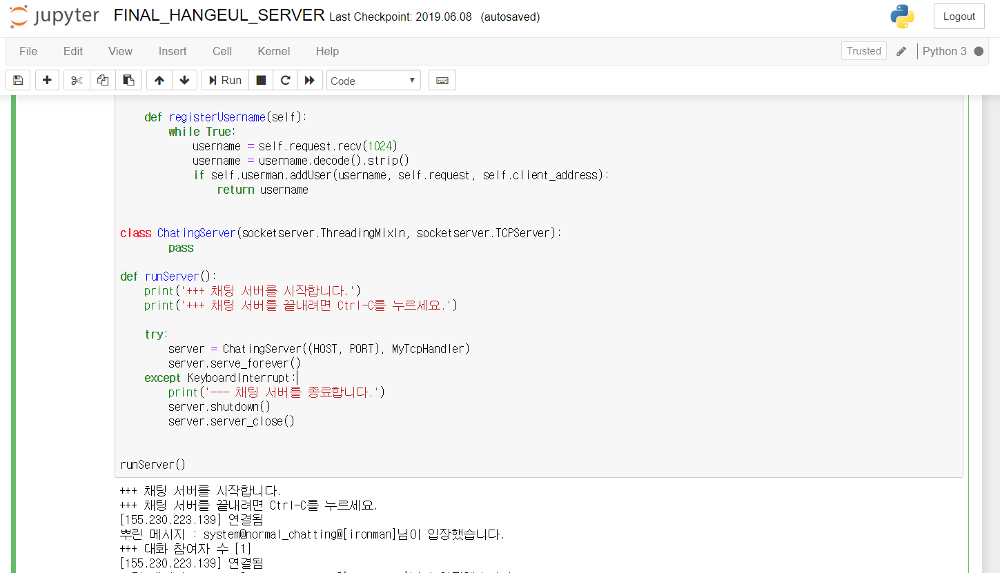 jupyter FINAL_HANGEUL_SERVER Last Checkpoint: 2019.06.08 (autosaved) Logout
File Edit View Insert Cell Kernel Help Trusted Python 3
Run Code
def registerUsername(self):
while True:
username = self.request.recv(1024)
username = username.decode().strip()
if self.userman.addUser(username, self.request, self.client_address):
return username
class ChatingServer(socketserver.ThreadingMixIn, socketserver.TCPServer):
pass
def runServer():
print('+++ 채팅 서버를 시작합니다.')
print('+++ 채팅 서버를 끝내려면 Ctrl-C를 누르세요.')
try:
server = ChatingServer((HOST, PORT), MyTcpHandler)
server.serve_forever()
except KeyboardInterrupt:
print('--- 채팅 서버를 종료합니다.')
server.shutdown()
server.server_close()
runServer()
+++ 채팅 서버를 시작합니다.
+++ 채팅 서버를 끝내려면 Ctrl-C를 누르세요.
[155.230.223.139] 연결됨
뿌린 메시지 : system@normal_chatting@[ironman]님이 입장했습니다.
+++ 대화 참여자 수 [1]
[155.230.223.139] 연결됨